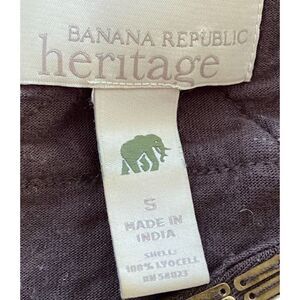 BANANA REPUBLIC
heritage
S
MADE IN
INDIA
SHELL:
100% LYOCELL
RN 54023